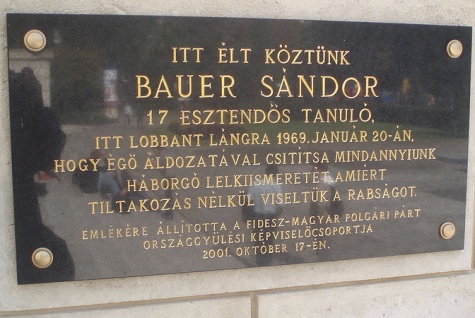 ITT ÉLT KÖZTÜNK
BAUER SÁNDOR
17 ESZTENDŐS TANULÓ,
ITT LOBBANT LÁNGRA 1969. JANUÁR 20-ÁN,
HOGY ÉGŐ ÁLDOZATÁVAL CSITÍTSA MINDANNYIUNK
HÁBORGÓ LELKIISMERETÉT, AMIÉRT
TILTAKOZÁS NÉLKÜL VISELTÜK A RABSÁGOT.
EMLÉKÉRE ÁLLÍTOTTA A FIDESZ-MAGYAR POLGÁRI PÁRT
ORSZÁGGYÜLÉSI KÉPVISELŐCSOPORTJA
2001. OKTÓBER 17-ÉN.